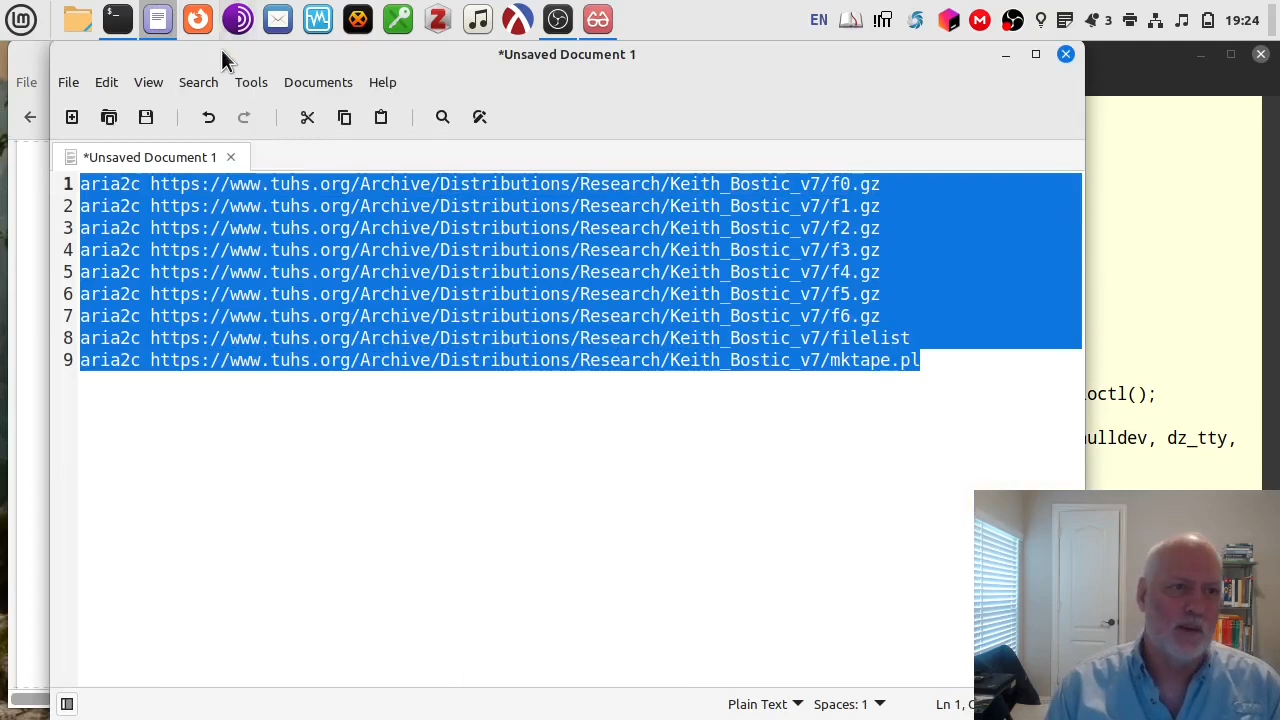 EN
3
19:24
*Unsaved Document 1
File
File Edit View Search Tools Documents Help
*Unsaved Document 1
1 aria2c https://www.tuhs.org/Archive/Distributions/Research/Keith_Bostic_v7/f0.gz
2 aria2c https://www.tuhs.org/Archive/Distributions/Research/Keith_Bostic_v7/f1.gz
3 aria2c https://www.tuhs.org/Archive/Distributions/Research/Keith_Bostic_v7/f2.gz
4 aria2c https://www.tuhs.org/Archive/Distributions/Research/Keith_Bostic_v7/f3.gz
5 aria2c https://www.tuhs.org/Archive/Distributions/Research/Keith_Bostic_v7/f4.gz
6 aria2c https://www.tuhs.org/Archive/Distributions/Research/Keith_Bostic_v7/f5.gz
7 aria2c https://www.tuhs.org/Archive/Distributions/Research/Keith_Bostic_v7/f6.gz
8 aria2c https://www.tuhs.org/Archive/Distributions/Research/Keith_Bostic_v7/filelist
9 aria2c https://www.tuhs.org/Archive/Distributions/Research/Keith_Bostic_v7/mktape.pl
ioctl();
nulldev, dz_tty,
Plain Text Spaces: 1 Ln 1,